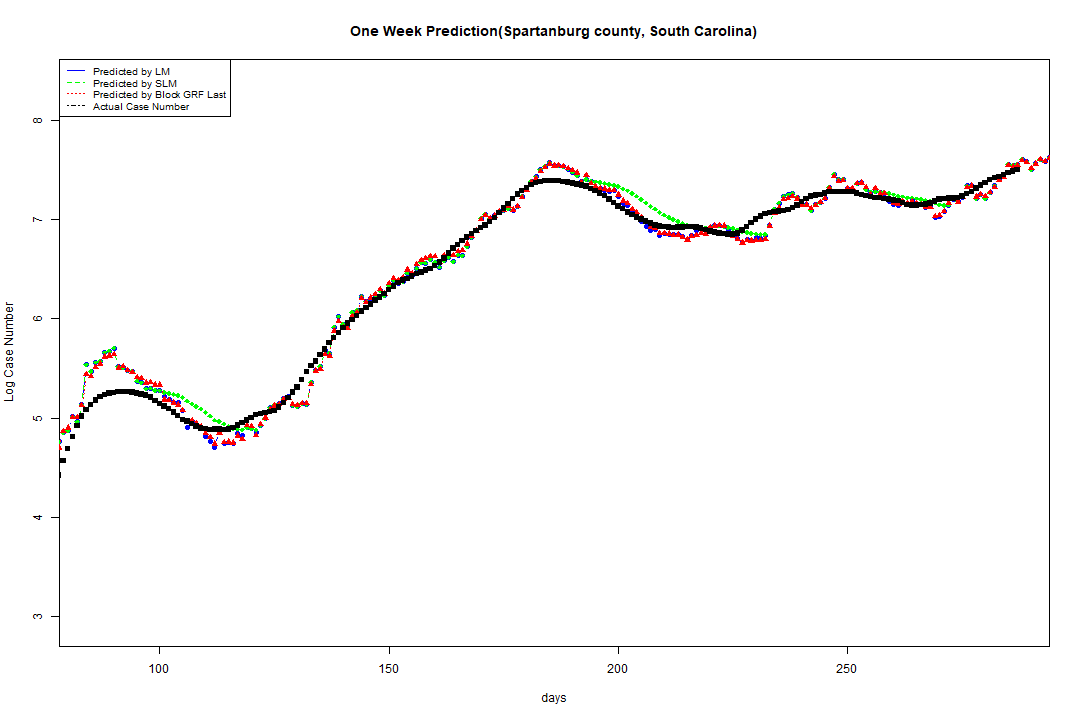 One Week Prediction(Spartanburg county, South Carolina)
Predicted by LM
Predicted by SLM
Predicted by Block GRF Last
Actual Case Number
8
7
6
5
4
3
Log Case Number
100 150 200 250
days